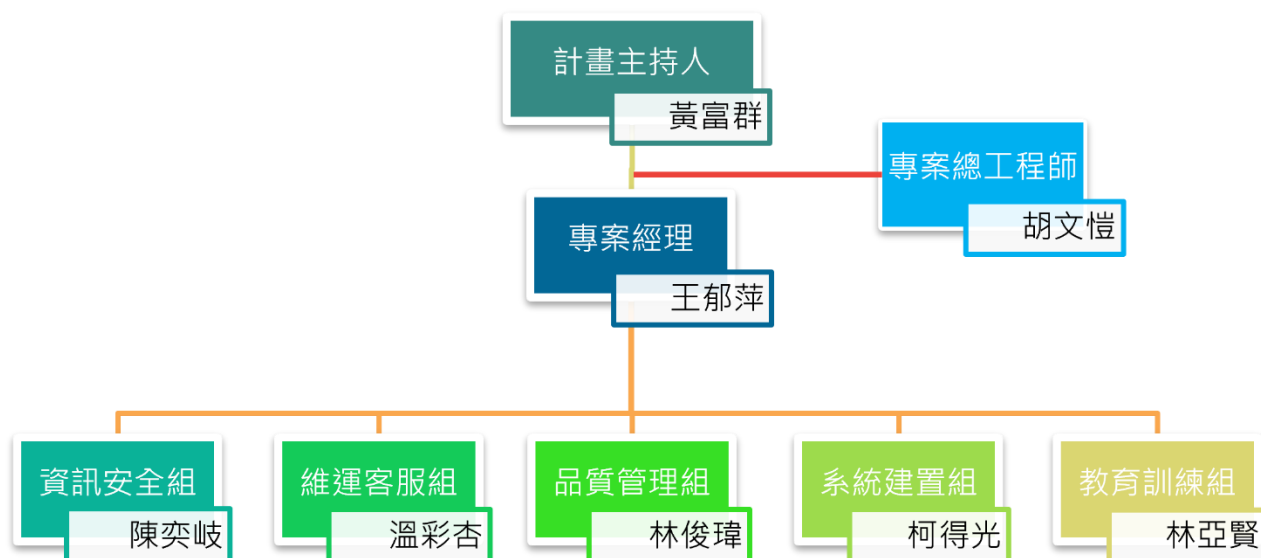 計畫主持人
黃富群
專案總工程師
胡文愷
專案經理
王郁萍
資訊安全組
陳奕岐
維運客服組
溫彩杏
品質管理組
林俊瑋
系統建置組
柯得光
教育訓練組
林亞賢